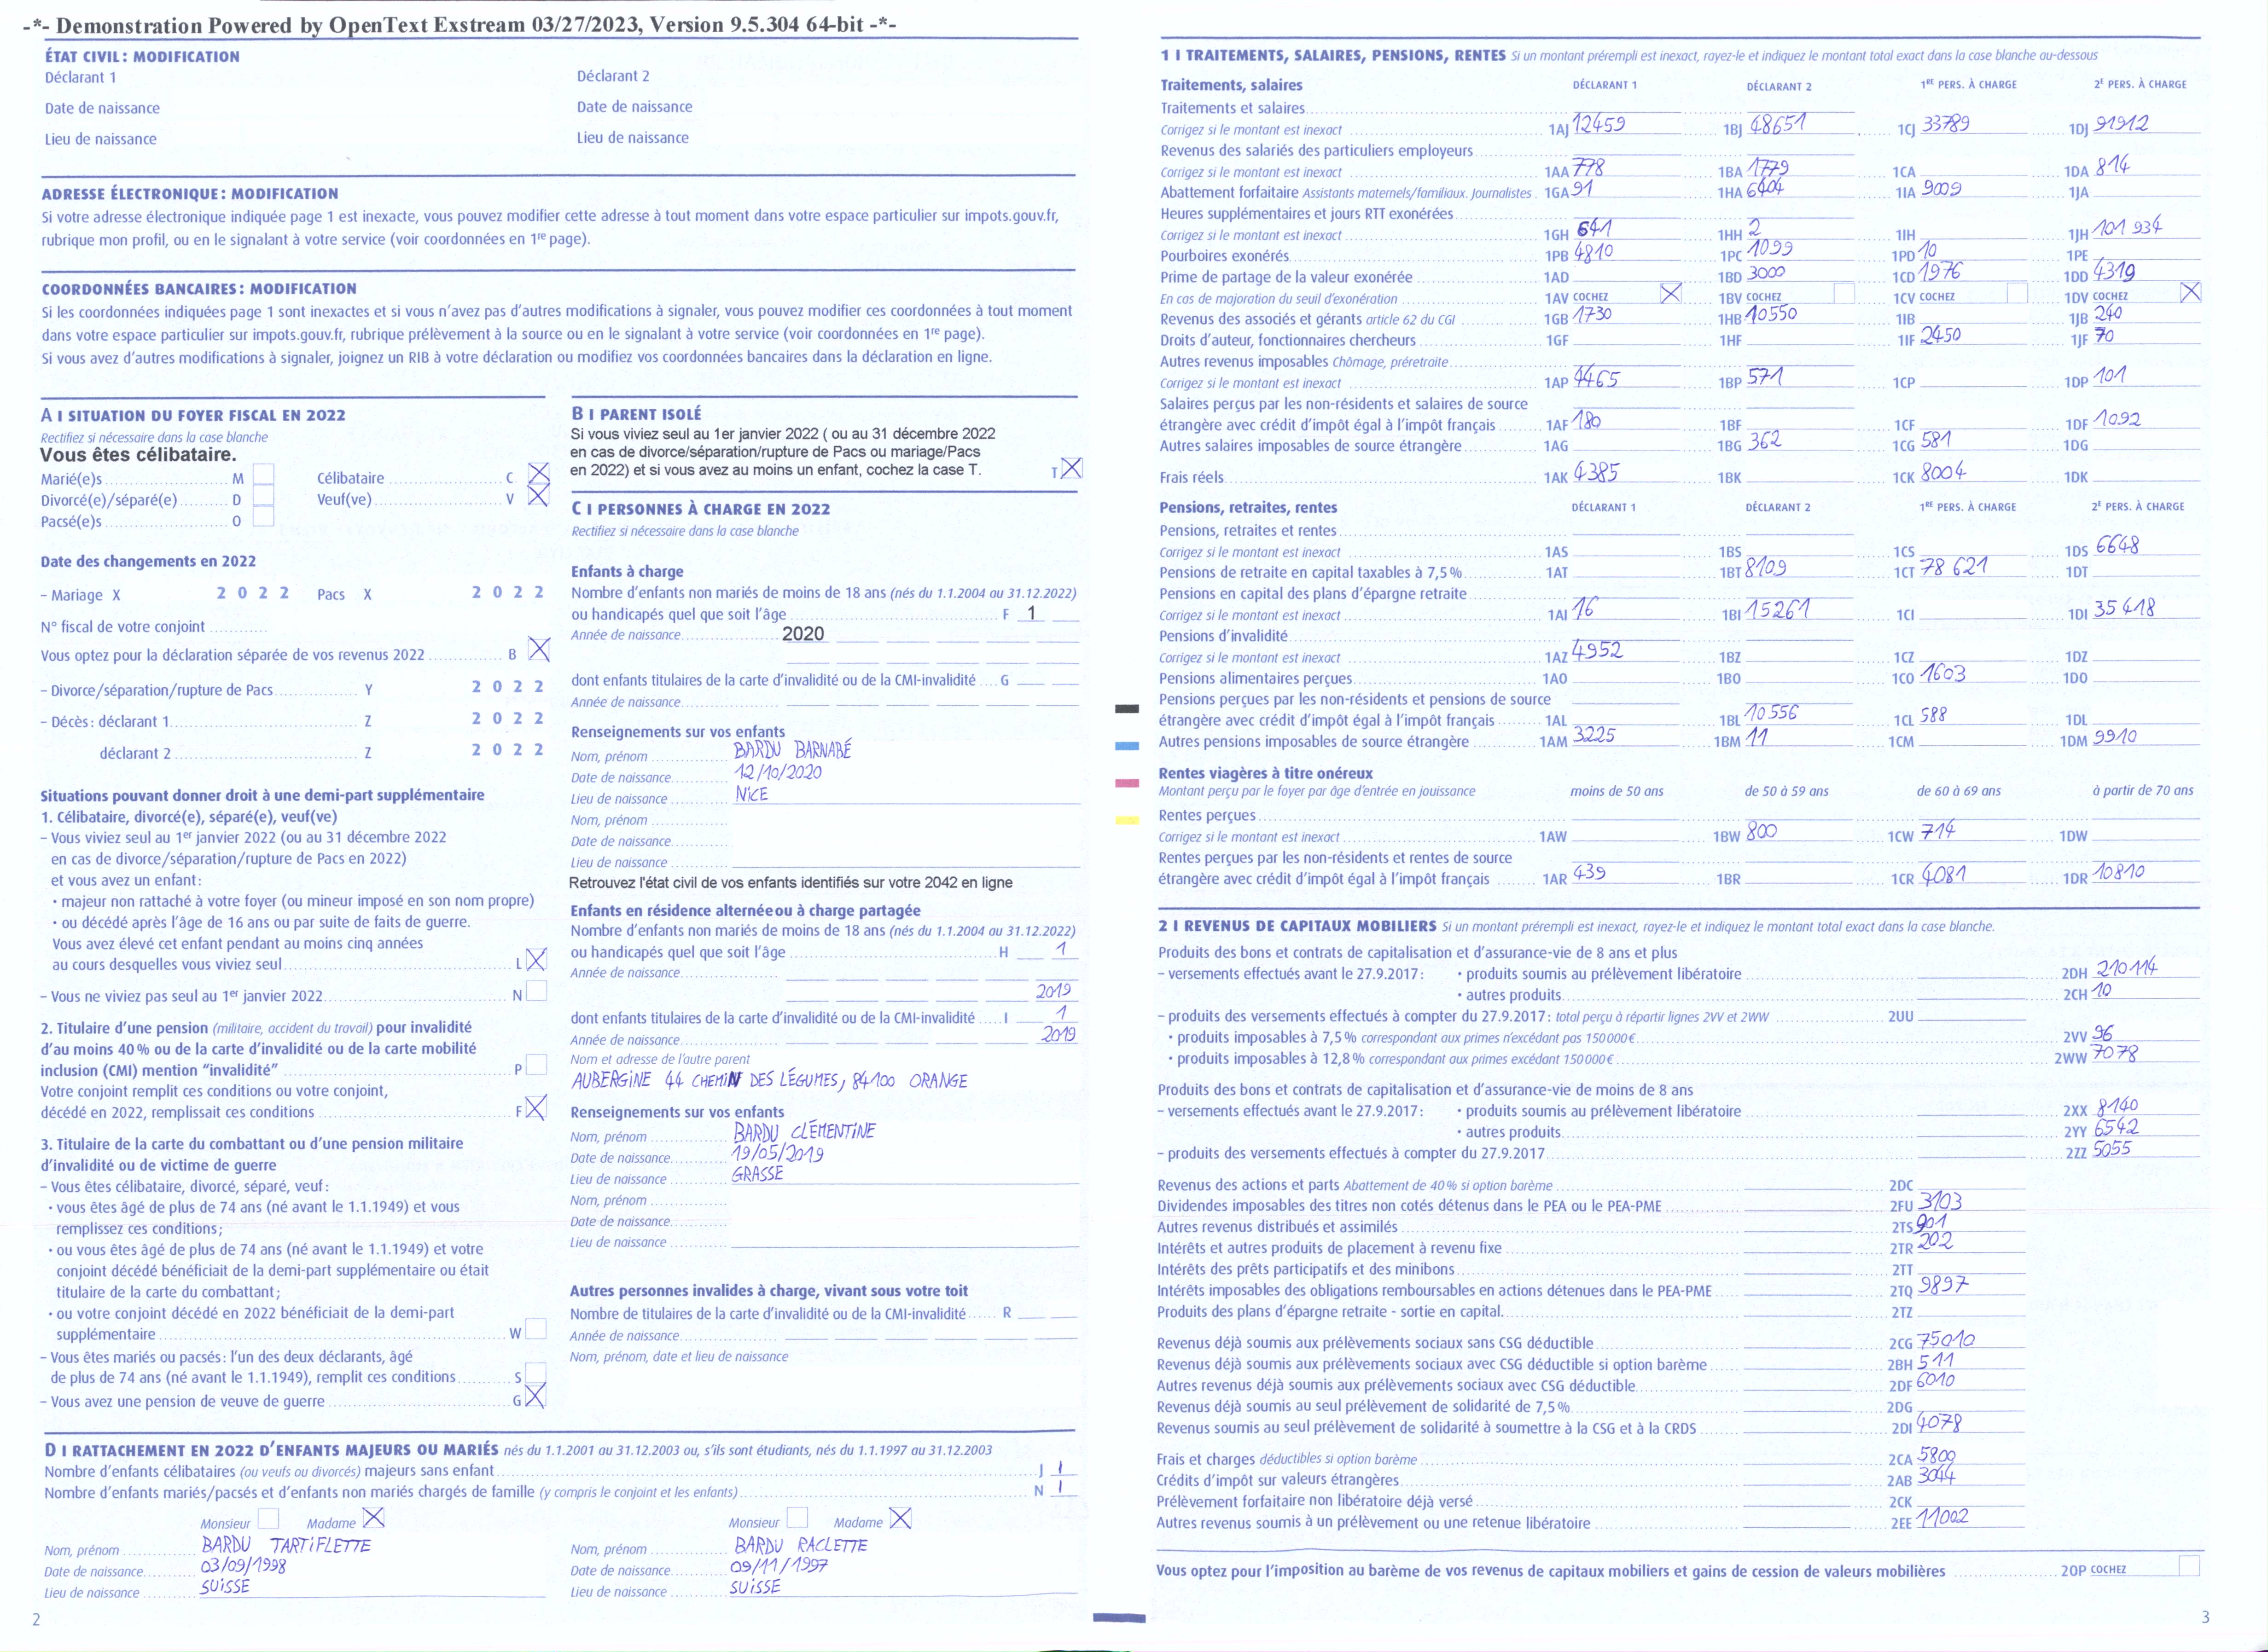 -*- Demonstration Powered by OpenText Exstream 03/27/2023, Version 9.5.304 64-bit -*-
ÉTAT CIVIL : MODIFICATION
Déclarant 1 Déclarant 2
Date de naissance Date de naissance
Lieu de naissance Lieu de naissance
ADRESSE ÉLECTRONIQUE : MODIFICATION
Si votre adresse électronique indiquée page 1 est inexacte, vous pouvez modifier cette adresse à tout moment dans votre espace particulier sur impots.gouv.fr,
rubrique mon profil, ou en le signalant à votre service (voir coordonnées en 1re page).
COORDONNÉES BANCAIRES : MODIFICATION
Si les coordonnées indiquées page 1 sont inexactes et si vous n'avez pas d'autres modifications à signaler, vous pouvez modifier ces coordonnées à tout moment
dans votre espace particulier sur impots.gouv.fr, rubrique prélèvement à la source ou en le signalant à votre service (voir coordonnées en 1re page).
Si vous avez d'autres modifications à signaler, joignez un RIB à votre déclaration ou modifiez vos coordonnées bancaires dans la déclaration en ligne.
A I SITUATION DU FOYER FISCAL EN 2022
Rectifiez si nécessaire dans la case blanche
Vous êtes célibataire.
Marié(e)s M Célibataire C X
Divorcé(e)/séparé(e) D Veuf(ve) V X
Pacsé(e)s O
Date des changements en 2022
– Mariage X 2 0 2 2 Pacs X 2 0 2 2
N° fiscal de votre conjoint
Vous optez pour la déclaration séparée de vos revenus 2022 B X
– Divorce/séparation/rupture de Pacs Y 2 0 2 2
– Décès : déclarant 1 Z 2 0 2 2
déclarant 2 Z 2 0 2 2
Situations pouvant donner droit à une demi-part supplémentaire
1. Célibataire, divorcé(e), séparé(e), veuf(ve)
– Vous viviez seul au 1er janvier 2022 (ou au 31 décembre 2022
en cas de divorce/séparation/rupture de Pacs en 2022)
et vous avez un enfant :
• majeur non rattaché à votre foyer (ou mineur imposé en son nom propre)
• ou décédé après l'âge de 16 ans ou par suite de faits de guerre.
Vous avez élevé cet enfant pendant au moins cinq années
au cours desquelles vous viviez seul L X
– Vous ne viviez pas seul au 1er janvier 2022 N
2. Titulaire d'une pension (militaire, accident du travail) pour invalidité
d'au moins 40 % ou de la carte d'invalidité ou de la carte mobilité
inclusion (CMI) mention "invalidité" P
Votre conjoint remplit ces conditions ou votre conjoint,
décédé en 2022, remplissait ces conditions F X
3. Titulaire de la carte du combattant ou d'une pension militaire
d'invalidité ou de victime de guerre
– Vous êtes célibataire, divorcé, séparé, veuf :
• vous êtes âgé de plus de 74 ans (né avant le 1.1.1949) et vous
remplissez ces conditions ;
• ou vous êtes âgé de plus de 74 ans (né avant le 1.1.1949) et votre
conjoint décédé bénéficiait de la demi-part supplémentaire ou était
titulaire de la carte du combattant ;
• ou votre conjoint décédé en 2022 bénéficiait de la demi-part
supplémentaire W
– Vous êtes mariés ou pacsés : l'un des deux déclarants, âgé
de plus de 74 ans (né avant le 1.1.1949), remplit ces conditions S
– Vous avez une pension de veuve de guerre G X
B I PARENT ISOLÉ
Si vous viviez seul au 1er janvier 2022 ( ou au 31 décembre 2022
en cas de divorce/séparation/rupture de Pacs ou mariage/Pacs
en 2022) et si vous avez au moins un enfant, cochez la case T. T X
C I PERSONNES À CHARGE EN 2022
Rectifiez si nécessaire dans la case blanche
Enfants à charge
Nombre d'enfants non mariés de moins de 18 ans (nés du 1.1.2004 au 31.12.2022)
ou handicapés quel que soit l'âge F 1
Année de naissance 2020
dont enfants titulaires de la carte d'invalidité ou de la CMI-invalidité G
Année de naissance
Renseignements sur vos enfants
Nom, prénom BARDU BARNABÉ
Date de naissance 12/10/2020
Lieu de naissance NICE
Nom, prénom
Date de naissance
Lieu de naissance
Retrouvez l'état civil de vos enfants identifiés sur votre 2042 en ligne
Enfants en résidence alternée ou à charge partagée
Nombre d'enfants non mariés de moins de 18 ans (nés du 1.1.2004 au 31.12.2022)
ou handicapés quel que soit l'âge H 1
Année de naissance
2019
dont enfants titulaires de la carte d'invalidité ou de la CMI-invalidité I 1
Année de naissance 2019
Nom et adresse de l'autre parent
AUBERGINE 44 CHEMIN DES LÉGUMES, 84100 ORANGE
Renseignements sur vos enfants
Nom, prénom BARDU CLÉMENTINE
Date de naissance 19/05/2019
Lieu de naissance GRASSE
Nom, prénom
Date de naissance
Lieu de naissance
Autres personnes invalides à charge, vivant sous votre toit
Nombre de titulaires de la carte d'invalidité ou de la CMI-invalidité R
Année de naissance
Nom, prénom, date et lieu de naissance
D I RATTACHEMENT EN 2022 D'ENFANTS MAJEURS OU MARIÉS nés du 1.1.2001 au 31.12.2003 ou, s'ils sont étudiants, nés du 1.1.1997 au 31.12.2003
Nombre d'enfants célibataires (ou veufs ou divorcés) majeurs sans enfant J 1
Nombre d'enfants mariés/pacsés et d'enfants non mariés chargés de famille (y compris le conjoint et les enfants) N 1
Monsieur Madame X Monsieur Madame X
Nom, prénom BARDU TARTIFLETTE Nom, prénom BARDU RACLETTE
Date de naissance 03/09/1998 Date de naissance 09/11/1997
Lieu de naissance SUISSE Lieu de naissance SUISSE
2
1 I TRAITEMENTS, SALAIRES, PENSIONS, RENTES Si un montant prérempli est inexact, rayez-le et indiquez le montant total exact dans la case blanche au-dessous
Traitements, salaires DÉCLARANT 1 DÉCLARANT 2 1RE PERS. À CHARGE 2E PERS. À CHARGE
Traitements et salaires
Corrigez si le montant est inexact 1AJ 12459 1BJ 48651 1CJ 33789 1DJ 91912
Revenus des salariés des particuliers employeurs
Corrigez si le montant est inexact 1AA 778 1BA 1779 1CA 1DA 814
Abattement forfaitaire Assistants maternels/familiaux. Journalistes 1GA 91 1HA 6404 1IA 9009 1JA
Heures supplémentaires et jours RTT exonérées
Corrigez si le montant est inexact 1GH 641 1HH 2 1IH 1JH 101 934
Pourboires exonérés 1PB 4810 1PC 1099 1PD 10 1PE
Prime de partage de la valeur exonérée 1AD 1BD 3000 1CD 1976 1DD 4319
En cas de majoration du seuil d'exonération 1AV COCHEZ X 1BV COCHEZ 1CV COCHEZ 1DV COCHEZ X
Revenus des associés et gérants article 62 du CGI 1GB 1730 1HB 10550 1IB 1JB 240
Droits d'auteur, fonctionnaires chercheurs 1GF 1HF 1IF 2450 1JF 70
Autres revenus imposables Chômage, préretraite
Corrigez si le montant est inexact 1AP 4465 1BP 571 1CP 1DP 101
Salaires perçus par les non-résidents et salaires de source
étrangère avec crédit d'impôt égal à l'impôt français 1AF 180 1BF 1CF 1DF 1092
Autres salaires imposables de source étrangère 1AG 1BG 362 1CG 581 1DG
Frais réels 1AK 4385 1BK 1CK 8004 1DK
Pensions, retraites, rentes DÉCLARANT 1 DÉCLARANT 2 1RE PERS. À CHARGE 2E PERS. À CHARGE
Pensions, retraites et rentes
Corrigez si le montant est inexact 1AS 1BS 1CS 1DS 6648
Pensions de retraite en capital taxables à 7,5 % 1AT 1BT 8109 1CT 78 621 1DT
Pensions en capital des plans d'épargne retraite
Corrigez si le montant est inexact 1AI 16 1BI 15261 1CI 1DI 35 418
Pensions d'invalidité
Corrigez si le montant est inexact 1AZ 4952 1BZ 1CZ 1DZ
Pensions alimentaires perçues 1AO 1BO 1CO 1603 1DO
Pensions perçues par les non-résidents et pensions de source
étrangère avec crédit d'impôt égal à l'impôt français 1AL 1BL 10556 1CL 588 1DL
Autres pensions imposables de source étrangère 1AM 3225 1BM 11 1CM 1DM 9910
Rentes viagères à titre onéreux
Montant perçu par le foyer par âge d'entrée en jouissance moins de 50 ans de 50 à 59 ans de 60 à 69 ans à partir de 70 ans
Rentes perçues
Corrigez si le montant est inexact 1AW 1BW 800 1CW 714 1DW
Rentes perçues par les non-résidents et rentes de source
étrangère avec crédit d'impôt égal à l'impôt français 1AR 439 1BR 1CR 4081 1DR 10810
2 I REVENUS DE CAPITAUX MOBILIERS Si un montant prérempli est inexact, rayez-le et indiquez le montant total exact dans la case blanche.
Produits des bons et contrats de capitalisation et d'assurance-vie de 8 ans et plus
– versements effectués avant le 27.9.2017 : • produits soumis au prélèvement libératoire 2DH 210114
• autres produits 2CH 10
– produits des versements effectués à compter du 27.9.2017 : total perçu à répartir lignes 2VV et 2WW 2UU
• produits imposables à 7,5 % correspondant aux primes n'excédant pas 150 000 € 2VV 96
• produits imposables à 12,8 % correspondant aux primes excédant 150 000 € 2WW 7078
Produits des bons et contrats de capitalisation et d'assurance-vie de moins de 8 ans
– versements effectués avant le 27.9.2017 : • produits soumis au prélèvement libératoire 2XX 8140
• autres produits 2YY 6542
– produits des versements effectués à compter du 27.9.2017 2ZZ 5055
Revenus des actions et parts Abattement de 40 % si option barème 2DC
Dividendes imposables des titres non cotés détenus dans le PEA ou le PEA-PME 2FU 3103
Autres revenus distribués et assimilés 2TS 901
Intérêts et autres produits de placement à revenu fixe 2TR 202
Intérêts des prêts participatifs et des minibons 2TT
Intérêts imposables des obligations remboursables en actions détenues dans le PEA-PME 2TQ 9897
Produits des plans d'épargne retraite - sortie en capital. 2TZ
Revenus déjà soumis aux prélèvements sociaux sans CSG déductible 2CG 75010
Revenus déjà soumis aux prélèvements sociaux avec CSG déductible si option barème 2BH 511
Autres revenus déjà soumis aux prélèvements sociaux avec CSG déductible 2DF 6010
Revenus déjà soumis au seul prélèvement de solidarité de 7,5 % 2DG
Revenus soumis au seul prélèvement de solidarité à soumettre à la CSG et à la CRDS 2DI 4078
Frais et charges déductibles si option barème 2CA 5800
Crédits d'impôt sur valeurs étrangères 2AB 3044
Prélèvement forfaitaire non libératoire déjà versé 2CK
Autres revenus soumis à un prélèvement ou une retenue libératoire 2EE 11002
Vous optez pour l'imposition au barème de vos revenus de capitaux mobiliers et gains de cession de valeurs mobilières 2OP COCHEZ
3